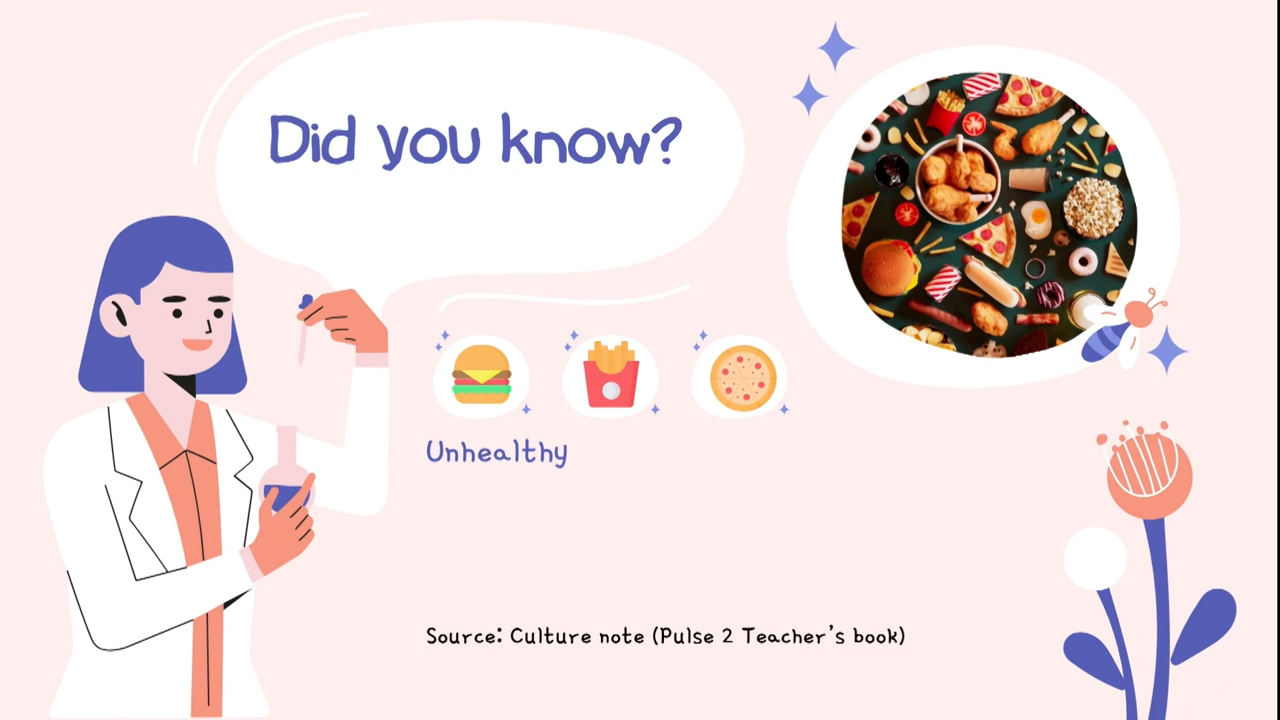 Did you know?
Unhealthy
Source: Culture note (Pulse 2 Teacher's book)